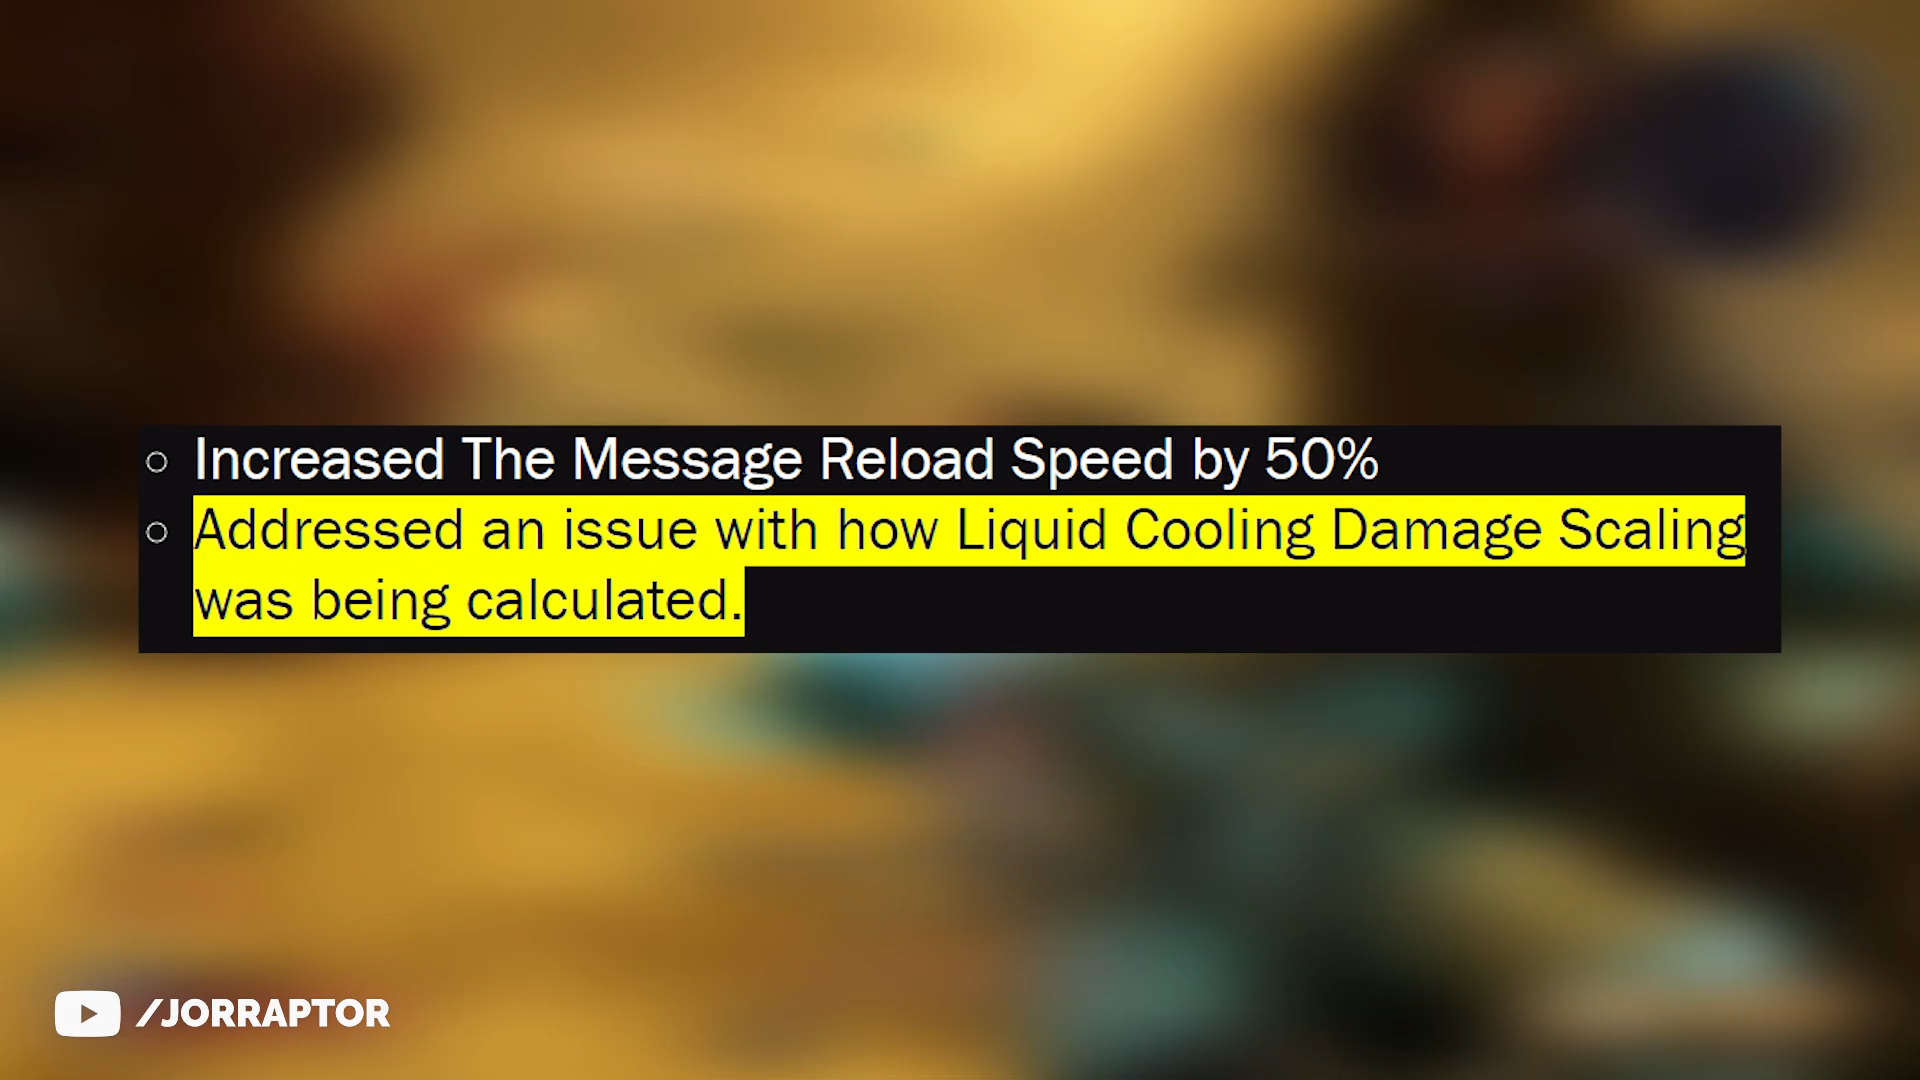 Increased The Message Reload Speed by 50%
Addressed an issue with how Liquid Cooling Damage Scaling
was being calculated.
/JORRAPTOR